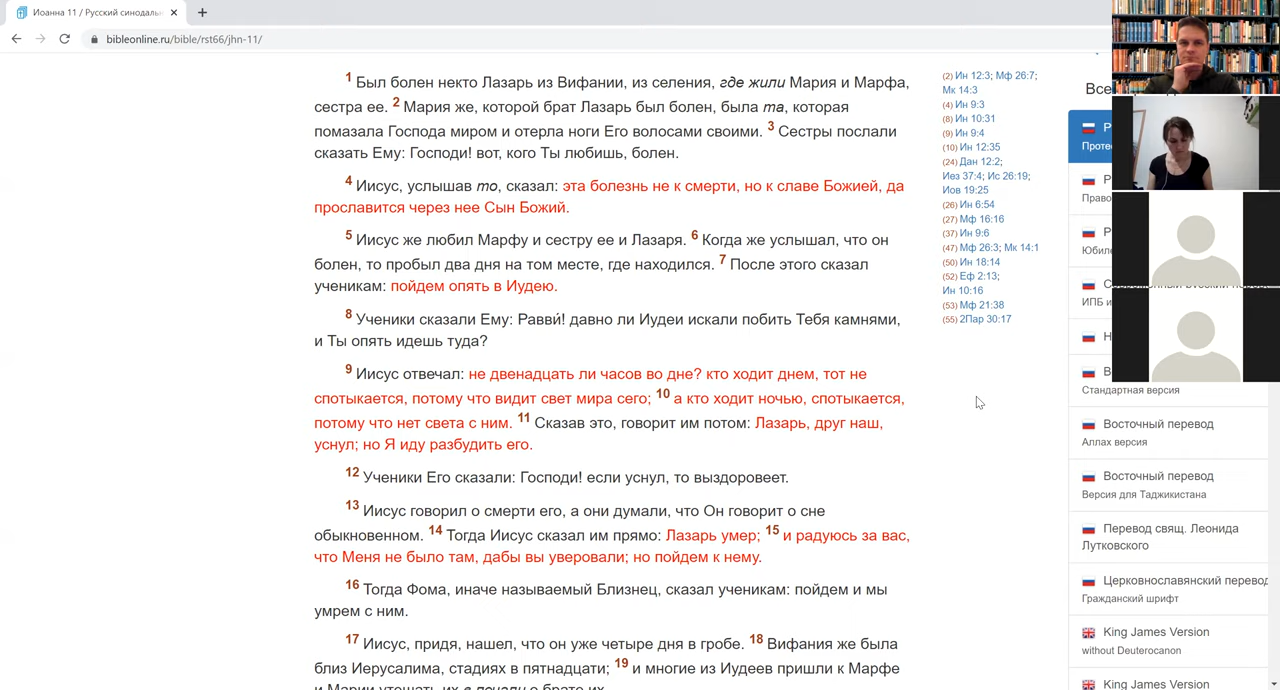 Иоанна 11 / Русский синодаль
bibleonline.ru/bible/rst66/jhn-11/
1 Был болен некто Лазарь из Вифании, из селения, где жили Мария и Марфа,
сестра ее. 2 Мария же, которой брат Лазарь был болен, была та, которая
помазала Господа миром и отерла ноги Его волосами своими. 3 Сестры послали
сказать Ему: Господи! вот, кого Ты любишь, болен.
4 Иисус, услышав то, сказал: эта болезнь не к смерти, но к славе Божией, да
прославится через нее Сын Божий.
5 Иисус же любил Марфу и сестру ее и Лазаря. 6 Когда же услышал, что он
болен, то пробыл два дня на том месте, где находился. 7 После этого сказал
ученикам: пойдем опять в Иудею.
8 Ученики сказали Ему: Равви́! давно ли Иудеи искали побить Тебя камнями,
и Ты опять идешь туда?
9 Иисус отвечал: не двенадцать ли часов во дне? кто ходит днем, тот не
спотыкается, потому что видит свет мира сего; 10 а кто ходит ночью, спотыкается,
потому что нет света с ним. 11 Сказав это, говорит им потом: Лазарь, друг наш,
уснул; но Я иду разбудить его.
12 Ученики Его сказали: Господи! если уснул, то выздоровеет.
13 Иисус говорил о смерти его, а они думали, что Он говорит о сне
обыкновенном. 14 Тогда Иисус сказал им прямо: Лазарь умер; 15 и радуюсь за вас,
что Меня не было там, дабы вы уверовали; но пойдем к нему.
16 Тогда Фома, иначе называемый Близнец, сказал ученикам: пойдем и мы
умрем с ним.
17 Иисус, придя, нашел, что он уже четыре дня в гробе. 18 Вифания же была
близ Иерусалима, стадиях в пятнадцати; 19 и многие из Иудеев пришли к Марфе
и Марии утешать их в печали о брате их.
(2) Ин 12:3; Мф 26:7;
Мк 14:3
(4) Ин 9:3
(8) Ин 10:31
(9) Ин 9:4
(10) Ин 12:35
(24) Дан 12:2;
Иез 37:4; Ис 26:19;
Иов 19:25
(26) Ин 6:54
(27) Мф 16:16
(37) Ин 9:6
(47) Мф 26:3; Мк 14:1
(50) Ин 18:14
(52) Еф 2:13;
Ин 10:16
(53) Мф 21:38
(55) 2Пар 30:17
Все
Р
Проте
Р
Право
Р
Юбил
ИПБ и
Н
В
Стандартная версия
Восточный перевод
Аллах версия
Восточный перевод
Версия для Таджикистана
Перевод свящ. Леонида
Лутковского
Церковнославянский перевод
Гражданский шрифт
King James Version
without Deuterocanon
King James Version